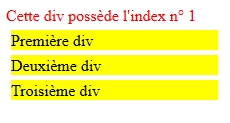 Cette div possède l'index n° 1
Première div
Deuxième div
Troisième div